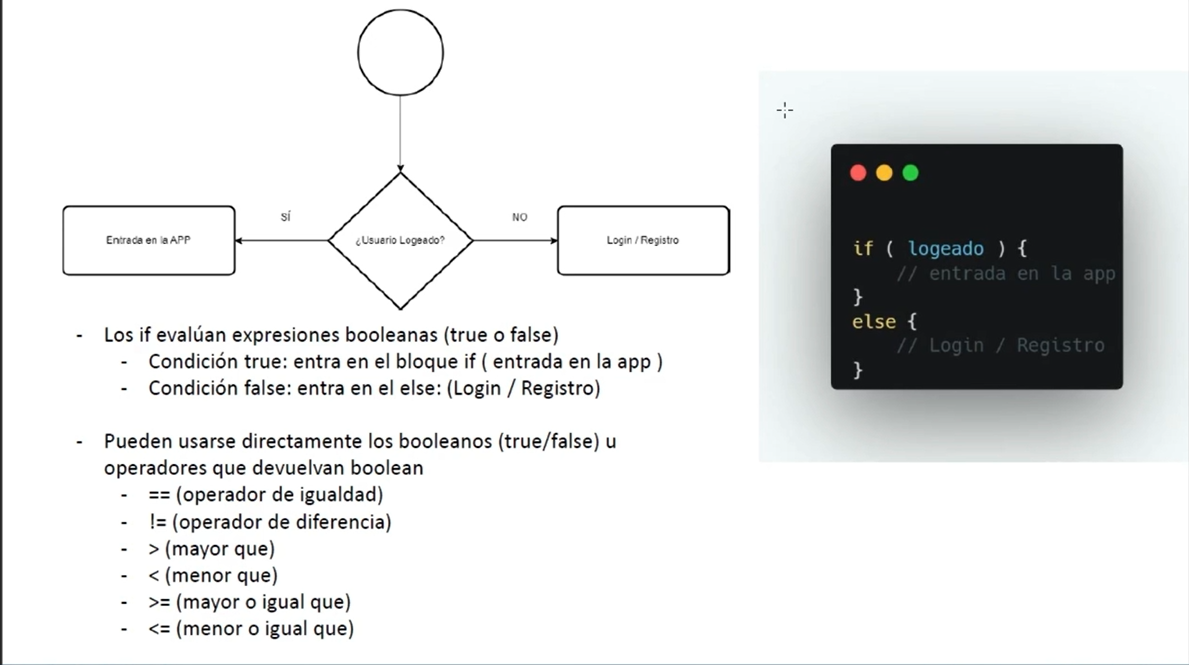 SÍ
NO
Entrada en la APP
¿Usuario Logeado?
Login / Registro
- Los if evalúan expresiones booleanas (true o false)
- Condición true: entra en el bloque if ( entrada en la app )
- Condición false: entra en el else: (Login / Registro)
- Pueden usarse directamente los booleanos (true/false) u
operadores que devuelvan boolean
- == (operador de igualdad)
- != (operador de diferencia)
- > (mayor que)
- < (menor que)
- >= (mayor o igual que)
- <= (menor o igual que)
if ( logeado ) {
// entrada en la app
}
else {
// Login / Registro
}